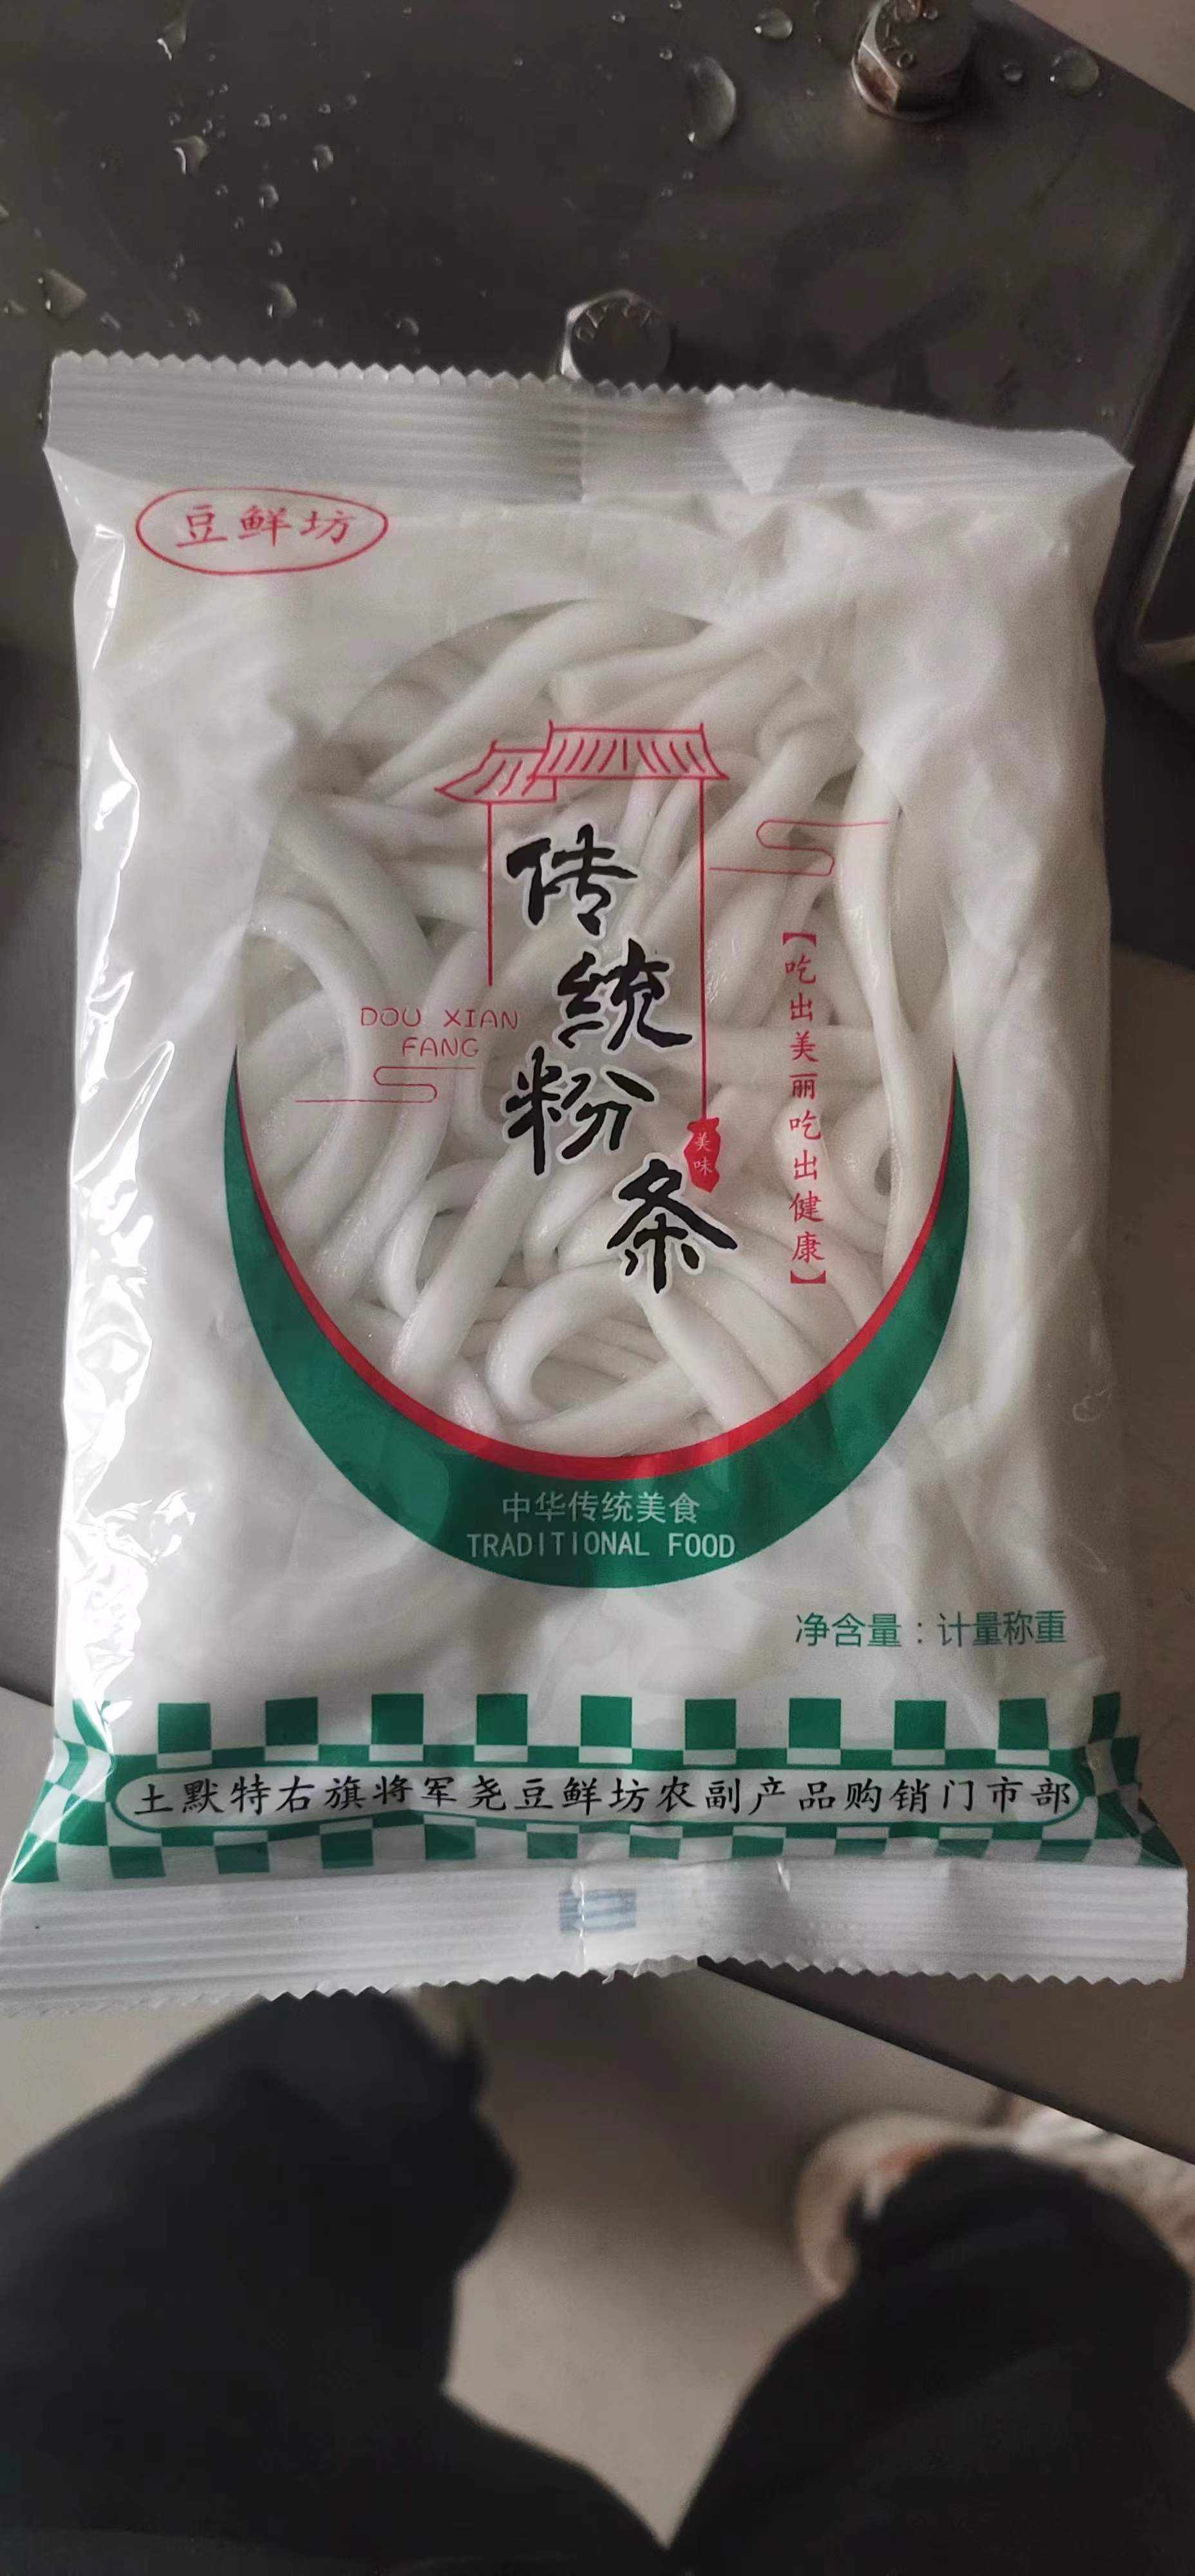 豆鲜坊
传统粉条
DOU XIAN
FANG
美味
【吃出美丽吃出健康】
中华传统美食
TRADITIONAL FOOD
净含量：计量称重
土默特右旗将军尧豆鲜坊农副产品购销门市部